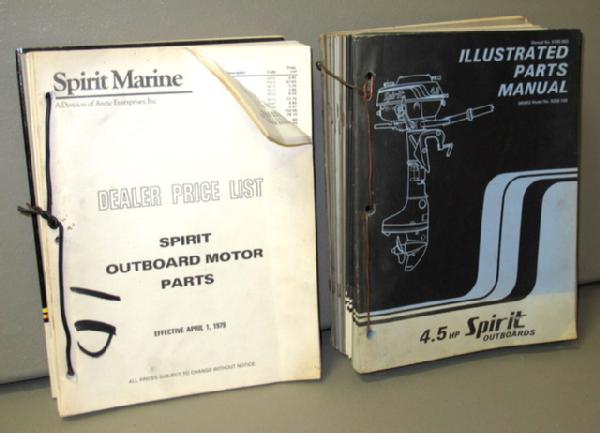 Spirit Marine
A Division of Arctic Enterprises, Inc.
DEALER PRICE LIST
SPIRIT
OUTBOARD MOTOR
PARTS
EFFECTIVE APRIL 1, 1979
ALL PRICES SUBJECT TO CHANGE WITHOUT NOTICE
ILLUSTRATED
PARTS
MANUAL
4.5 HP Spirit
OUTBOARDS